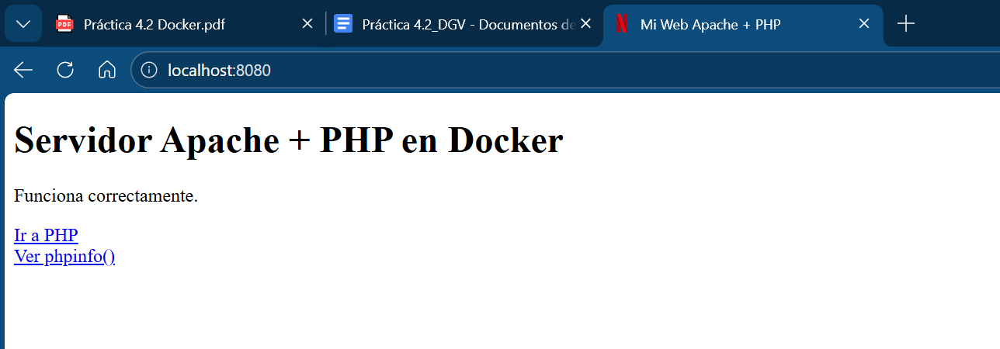 PDF
Práctica 4.2 Docker.pdf
Práctica 4.2_DGV - Documentos de
Mi Web Apache + PHP
localhost:8080
Servidor Apache + PHP en Docker
Funciona correctamente.
Ir a PHP
Ver phpinfo()